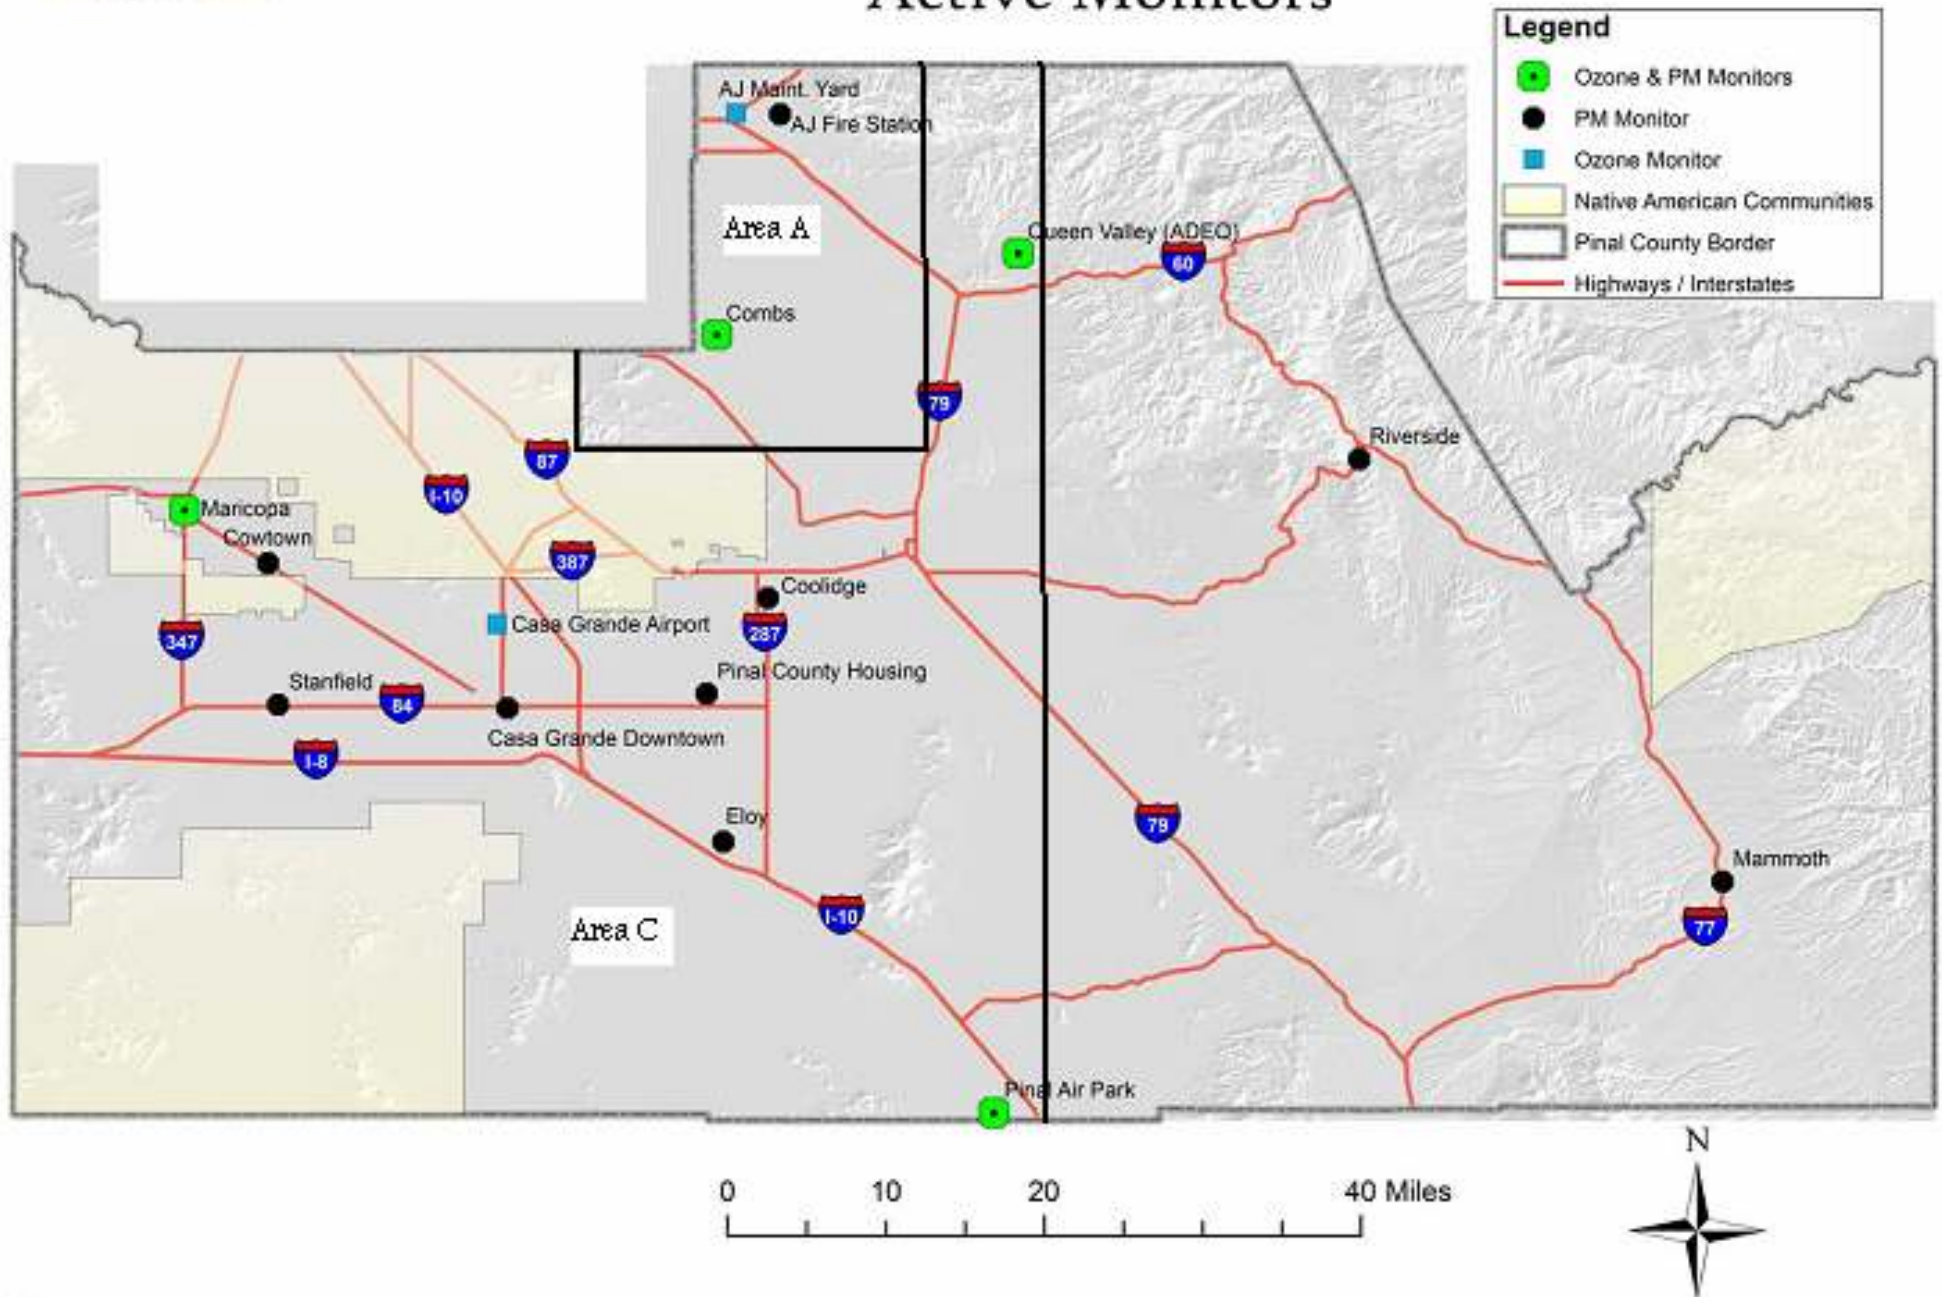 Active Monitors
Legend
Ozone & PM Monitors
PM Monitor
Ozone Monitor
Native American Communities
Pinal County Border
Highways / Interstates
AJ Maint. Yard
AJ Fire Station
Area A
Queen Valley (ADEQ)
60
Combs
79
Riverside
87
I-10
Maricopa
Cowtown
387
Coolidge
Casa Grande Airport
287
347
Pinal County Housing
Stanfield
84
Casa Grande Downtown
I-8
Eloy
79
Mammoth
I-10
77
Area C
Pinal Air Park
N
0 10 20 40 Miles